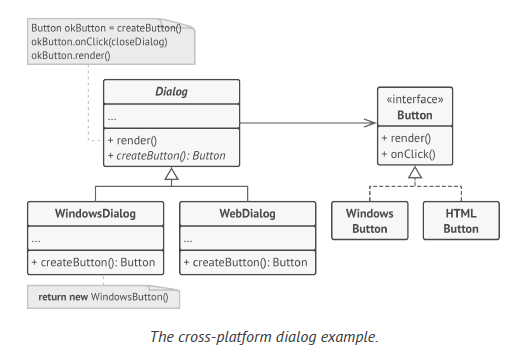 Button okButton = createButton()
okButton.onClick(closeDialog)
okButton.render()
Dialog
...
+ render()
+ createButton(): Button
«interface»
Button
+ render()
+ onClick()
WindowsDialog
...
+ createButton(): Button
WebDialog
...
+ createButton(): Button
Windows
Button
HTML
Button
return new WindowsButton()
The cross-platform dialog example.